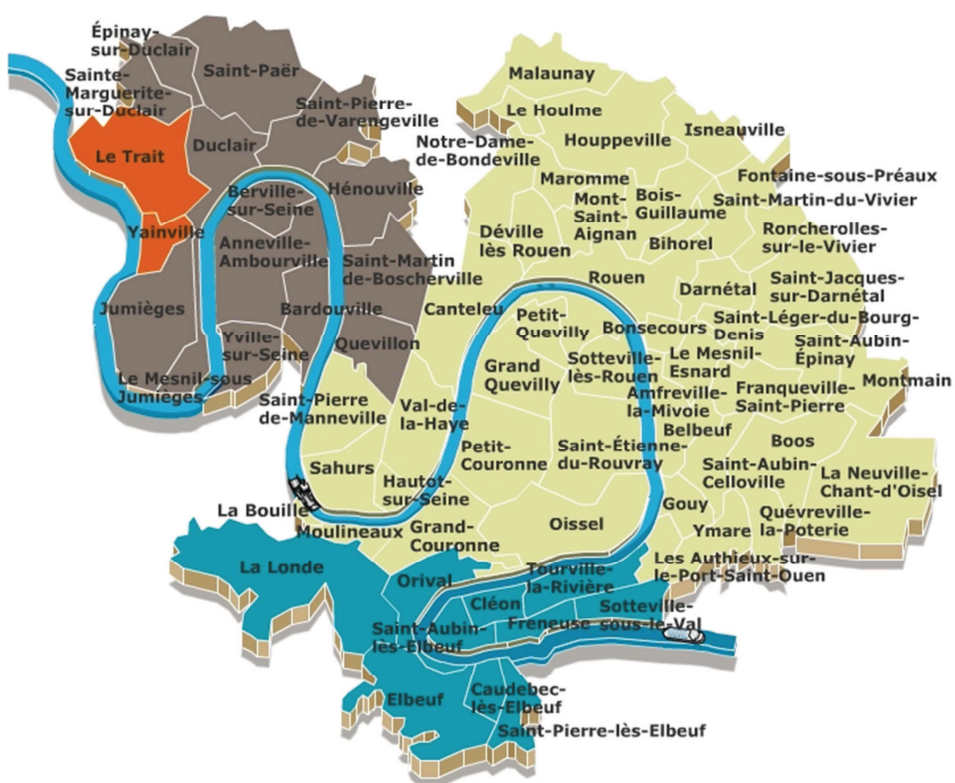 Épinay-
sur-Duclair
Saint-Paër
Sainte-
Marguerite-
sur-Duclair
Saint-Pierre-
de-Varengeville
Le Trait
Duclair
Berville-
sur-Seine
Hénouville
Yainville
Anneville-
Ambourville
Saint-Martin
de-Boscherville
Jumièges
Bardouville
Yville-
sur-Seine
Quevillon
Le Mesnil-sous
Jumièges
Malaunay
Le Houlme
Houppeville
Isneauville
Notre-Dame-
de-Bondeville
Fontaine-sous-Préaux
Maromme
Mont-
Saint-
Aignan
Bois-
Guillaume
Saint-Martin-du-Vivier
Déville
lès Rouen
Bihorel
Roncherolles-
sur-le-Vivier
Rouen
Darnétal
Saint-Jacques-
sur-Darnétal
Canteleu
Petit-
Quevilly
Bonsecours
Saint-Léger-du-Bourg-
Denis
Saint-Aubin-
Épinay
Grand
Quevilly
Sotteville-
lès-Rouen
Le Mesnil-
Esnard
Montmain
Amfreville-
la-Mivoie
Franqueville-
Saint-Pierre
Saint-Pierre
de-Manneville
Val-de-
la-Haye
Belbeuf
Boos
Petit-
Couronne
Saint-Étienne-
du-Rouvray
Saint-Aubin-
Celloville
La Neuville-
Chant-d'Oisel
Sahurs
Hautot-
sur-Seine
Gouy
La Bouille
Moulineaux
Grand-
Couronne
Oissel
Ymare
Quévreville-
la-Poterie
Les Authieux-sur-
le-Port-Saint-Ouen
La Londe
Orival
Tourville-
la-Rivière
Cléon
Freneuse
Sotteville-
sous-le-Val
Saint-Aubin-
lès-Elbeuf
Elbeuf
Caudebec-
lès-Elbeuf
Saint-Pierre-lès-Elbeuf